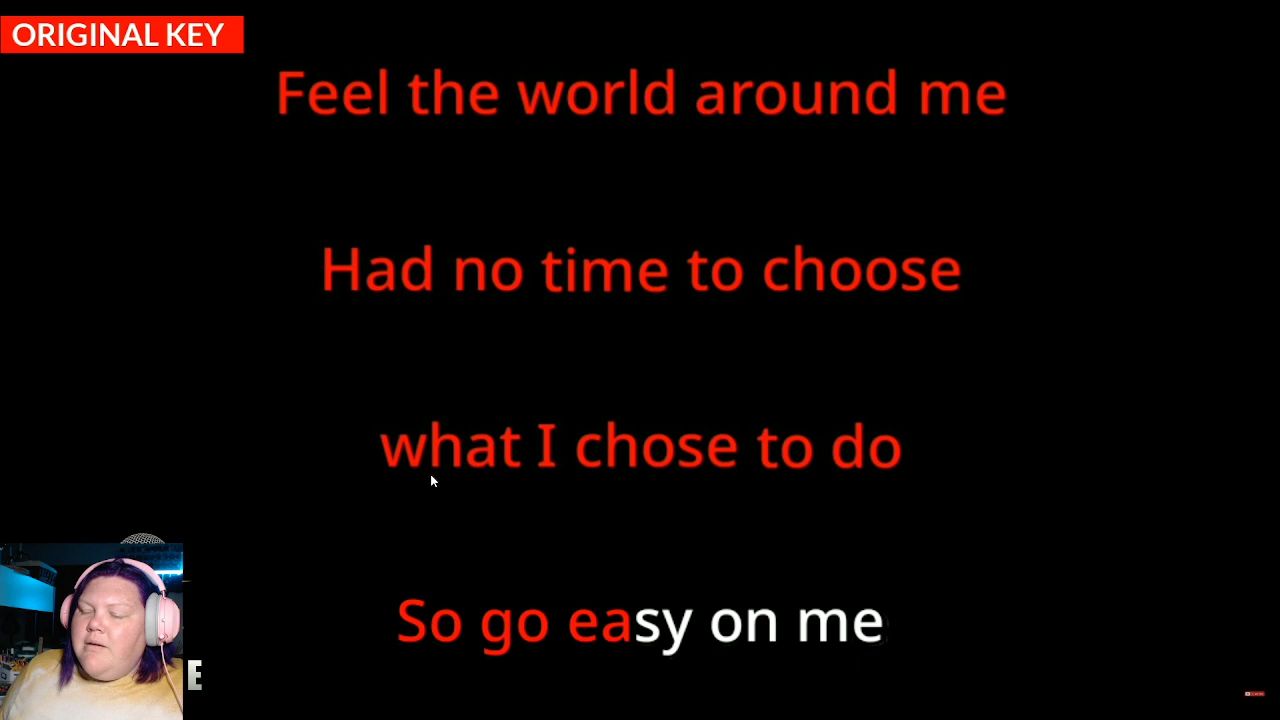 ORIGINAL KEY
Feel the world around me
Had no time to choose
what I chose to do
So go easy on me
E